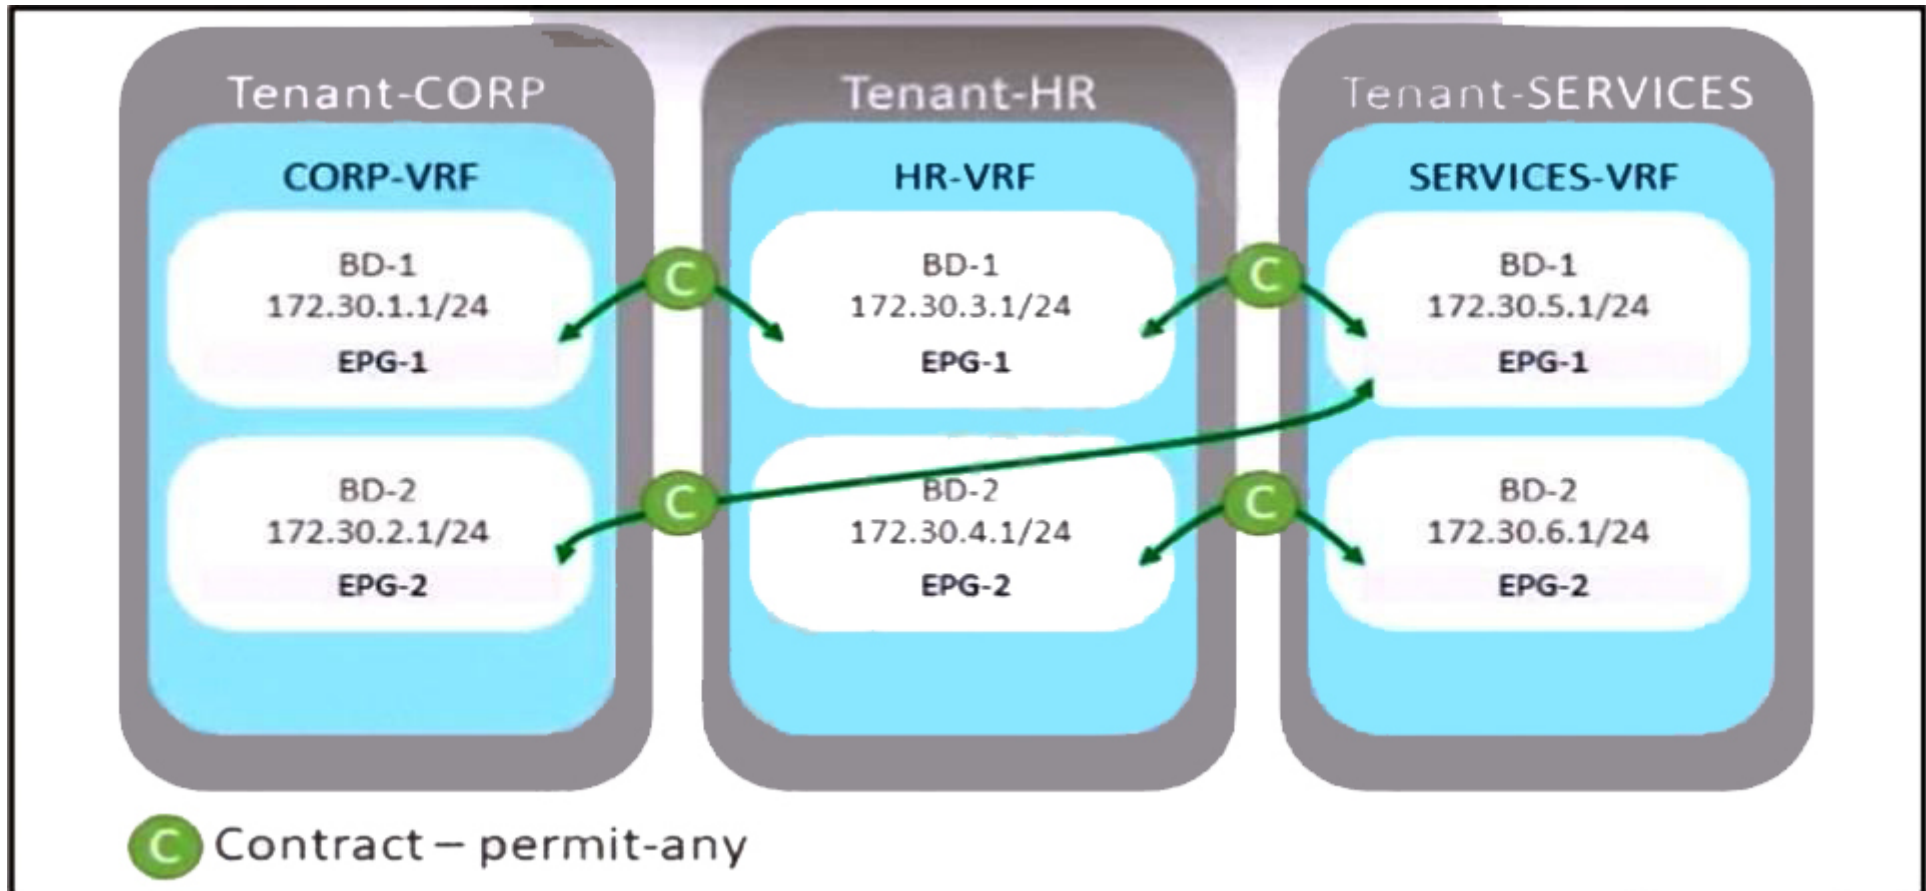 Tenant-CORP
CORP-VRF
BD-1
172.30.1.1/24
EPG-1
BD-2
172.30.2.1/24
EPG-2
Tenant-HR
HR-VRF
BD-1
172.30.3.1/24
EPG-1
BD-2
172.30.4.1/24
EPG-2
Tenant-SERVICES
SERVICES-VRF
BD-1
172.30.5.1/24
EPG-1
BD-2
172.30.6.1/24
EPG-2
C
C
C
C
C Contract – permit-any